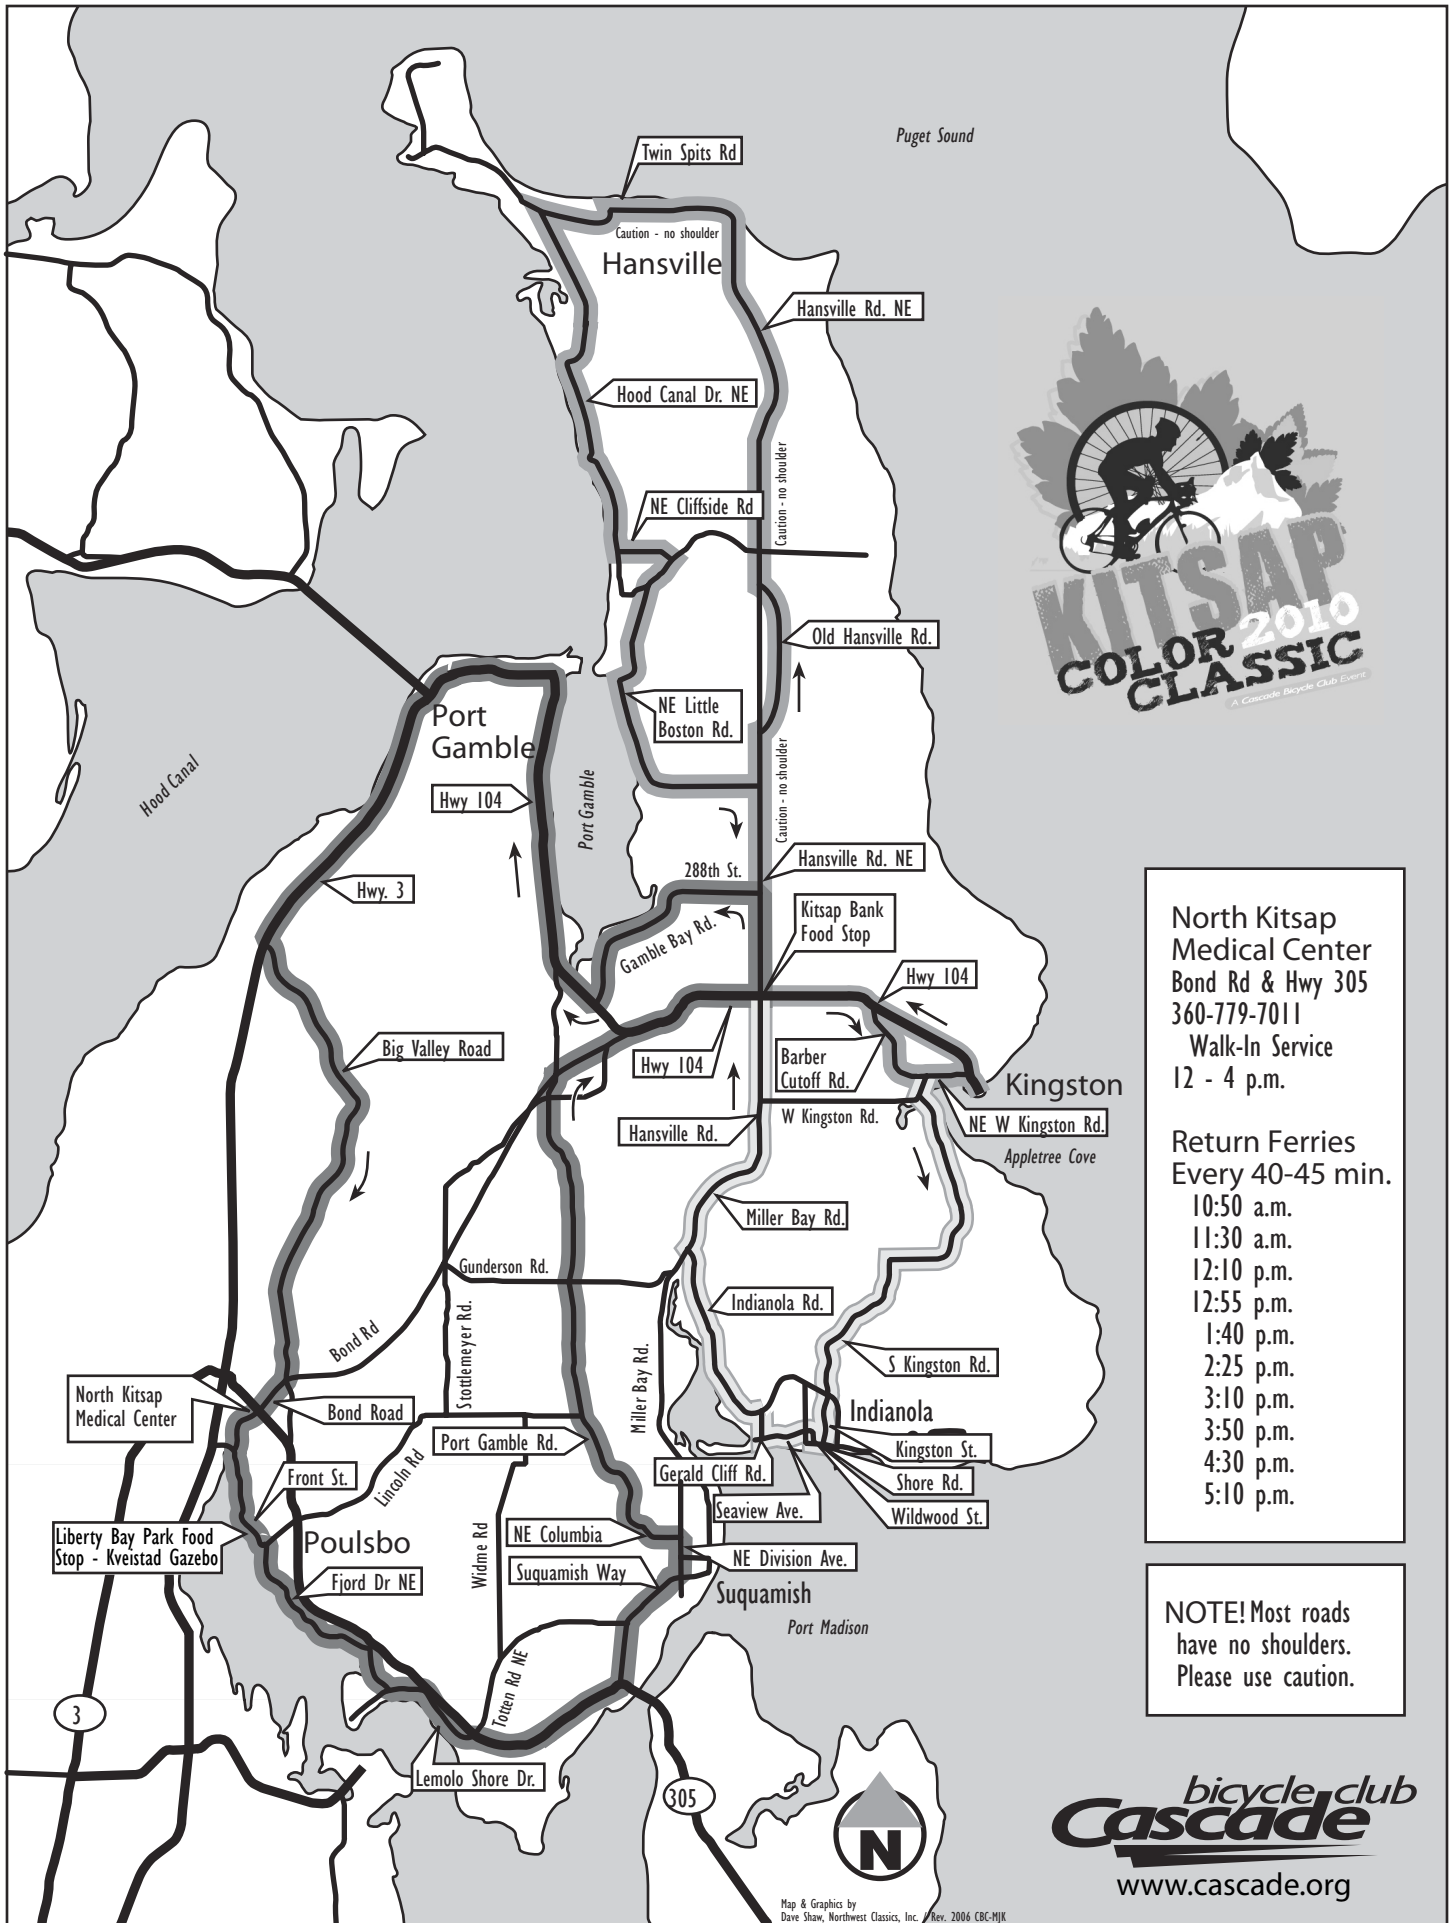 Puget Sound
Twin Spits Rd
Caution - no shoulder
Hansville
Hansville Rd. NE
Hood Canal Dr. NE
Caution - no shoulder
NE Cliffside Rd
KITSAP
COLOR 2010
CLASSIC
A Cascade Bicycle Club Event
Old Hansville Rd.
NE Little
Boston Rd.
Port
Gamble
Hood Canal
Hwy 104
Port Gamble
Caution - no shoulder
Hansville Rd. NE
288th St.
Hwy. 3
Kitsap Bank
Food Stop
Gamble Bay Rd.
Hwy 104
Big Valley Road
Hwy 104
Barber
Cutoff Rd.
Kingston
W Kingston Rd.
NE W Kingston Rd.
Hansville Rd.
Appletree Cove
Miller Bay Rd.
Gunderson Rd.
Indianola Rd.
Bond Rd
Stottlemeyer Rd.
Miller Bay Rd.
S Kingston Rd.
North Kitsap
Medical Center
Bond Road
Indianola
Port Gamble Rd.
Kingston St.
Front St.
Lincoln Rd
Gerald Cliff Rd.
Shore Rd.
Seaview Ave.
Wildwood St.
Liberty Bay Park Food
Stop - Kveistad Gazebo
Poulsbo
NE Columbia
NE Division Ave.
Widme Rd
Suquamish Way
Fjord Dr NE
Suquamish
Port Madison
Totten Rd NE
3
Lemolo Shore Dr.
305
N
Map & Graphics by
Dave Shaw, Northwest Classics, Inc. / Rev. 2006 CBC-MJK
North Kitsap
Medical Center
Bond Rd & Hwy 305
360-779-7011
Walk-In Service
12 - 4 p.m.
Return Ferries
Every 40-45 min.
10:50 a.m.
11:30 a.m.
12:10 p.m.
12:55 p.m.
1:40 p.m.
2:25 p.m.
3:10 p.m.
3:50 p.m.
4:30 p.m.
5:10 p.m.
NOTE! Most roads
have no shoulders.
Please use caution.
bicycle club
Cascade
www.cascade.org